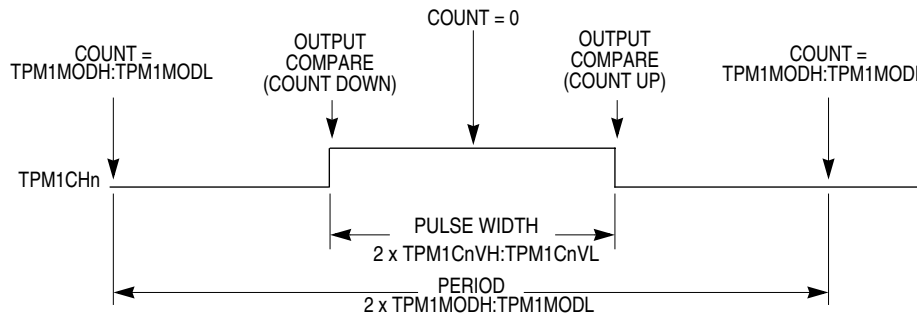 COUNT = 0
COUNT =
TPM1MODH:TPM1MODL
OUTPUT
COMPARE
(COUNT DOWN)
OUTPUT
COMPARE
(COUNT UP)
COUNT =
TPM1MODH:TPM1MODL
TPM1CHn
PULSE WIDTH
2 x TPM1CnVH:TPM1CnVL
PERIOD
2 x TPM1MODH:TPM1MODL